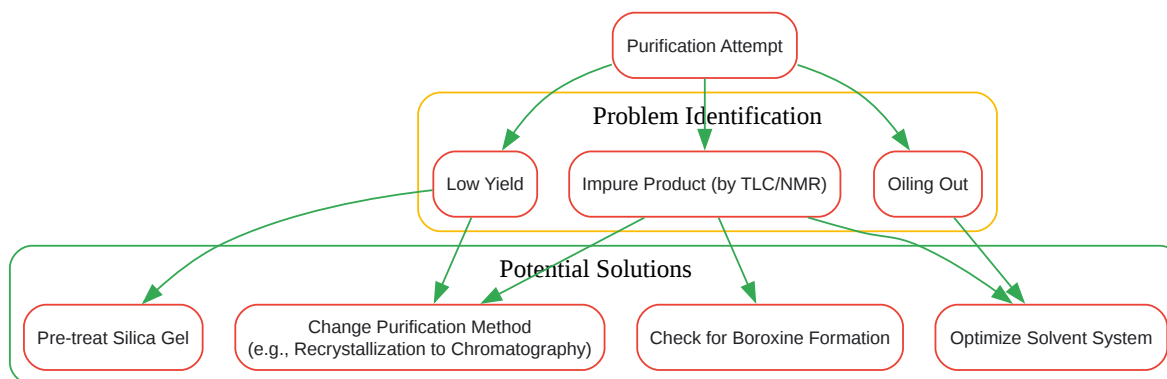 Purification Attempt
Problem Identification
Low Yield
Impure Product (by TLC/NMR)
Oiling Out
Potential Solutions
Pre-treat Silica Gel
Change Purification Method
(e.g., Recrystallization to Chromatography)
Check for Boroxine Formation
Optimize Solvent System